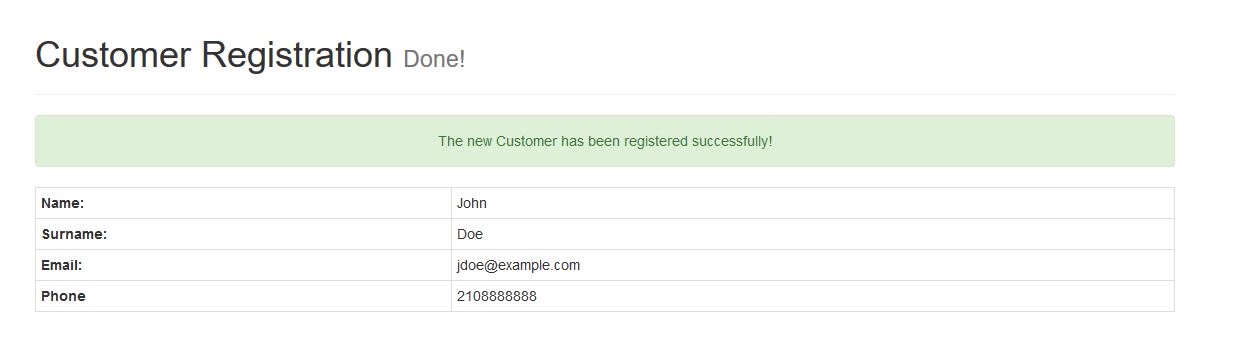 Customer Registration Done!
The new Customer has been registered successfully!
Name: John
Surname: Doe
Email: jdoe@example.com
Phone 2108888888